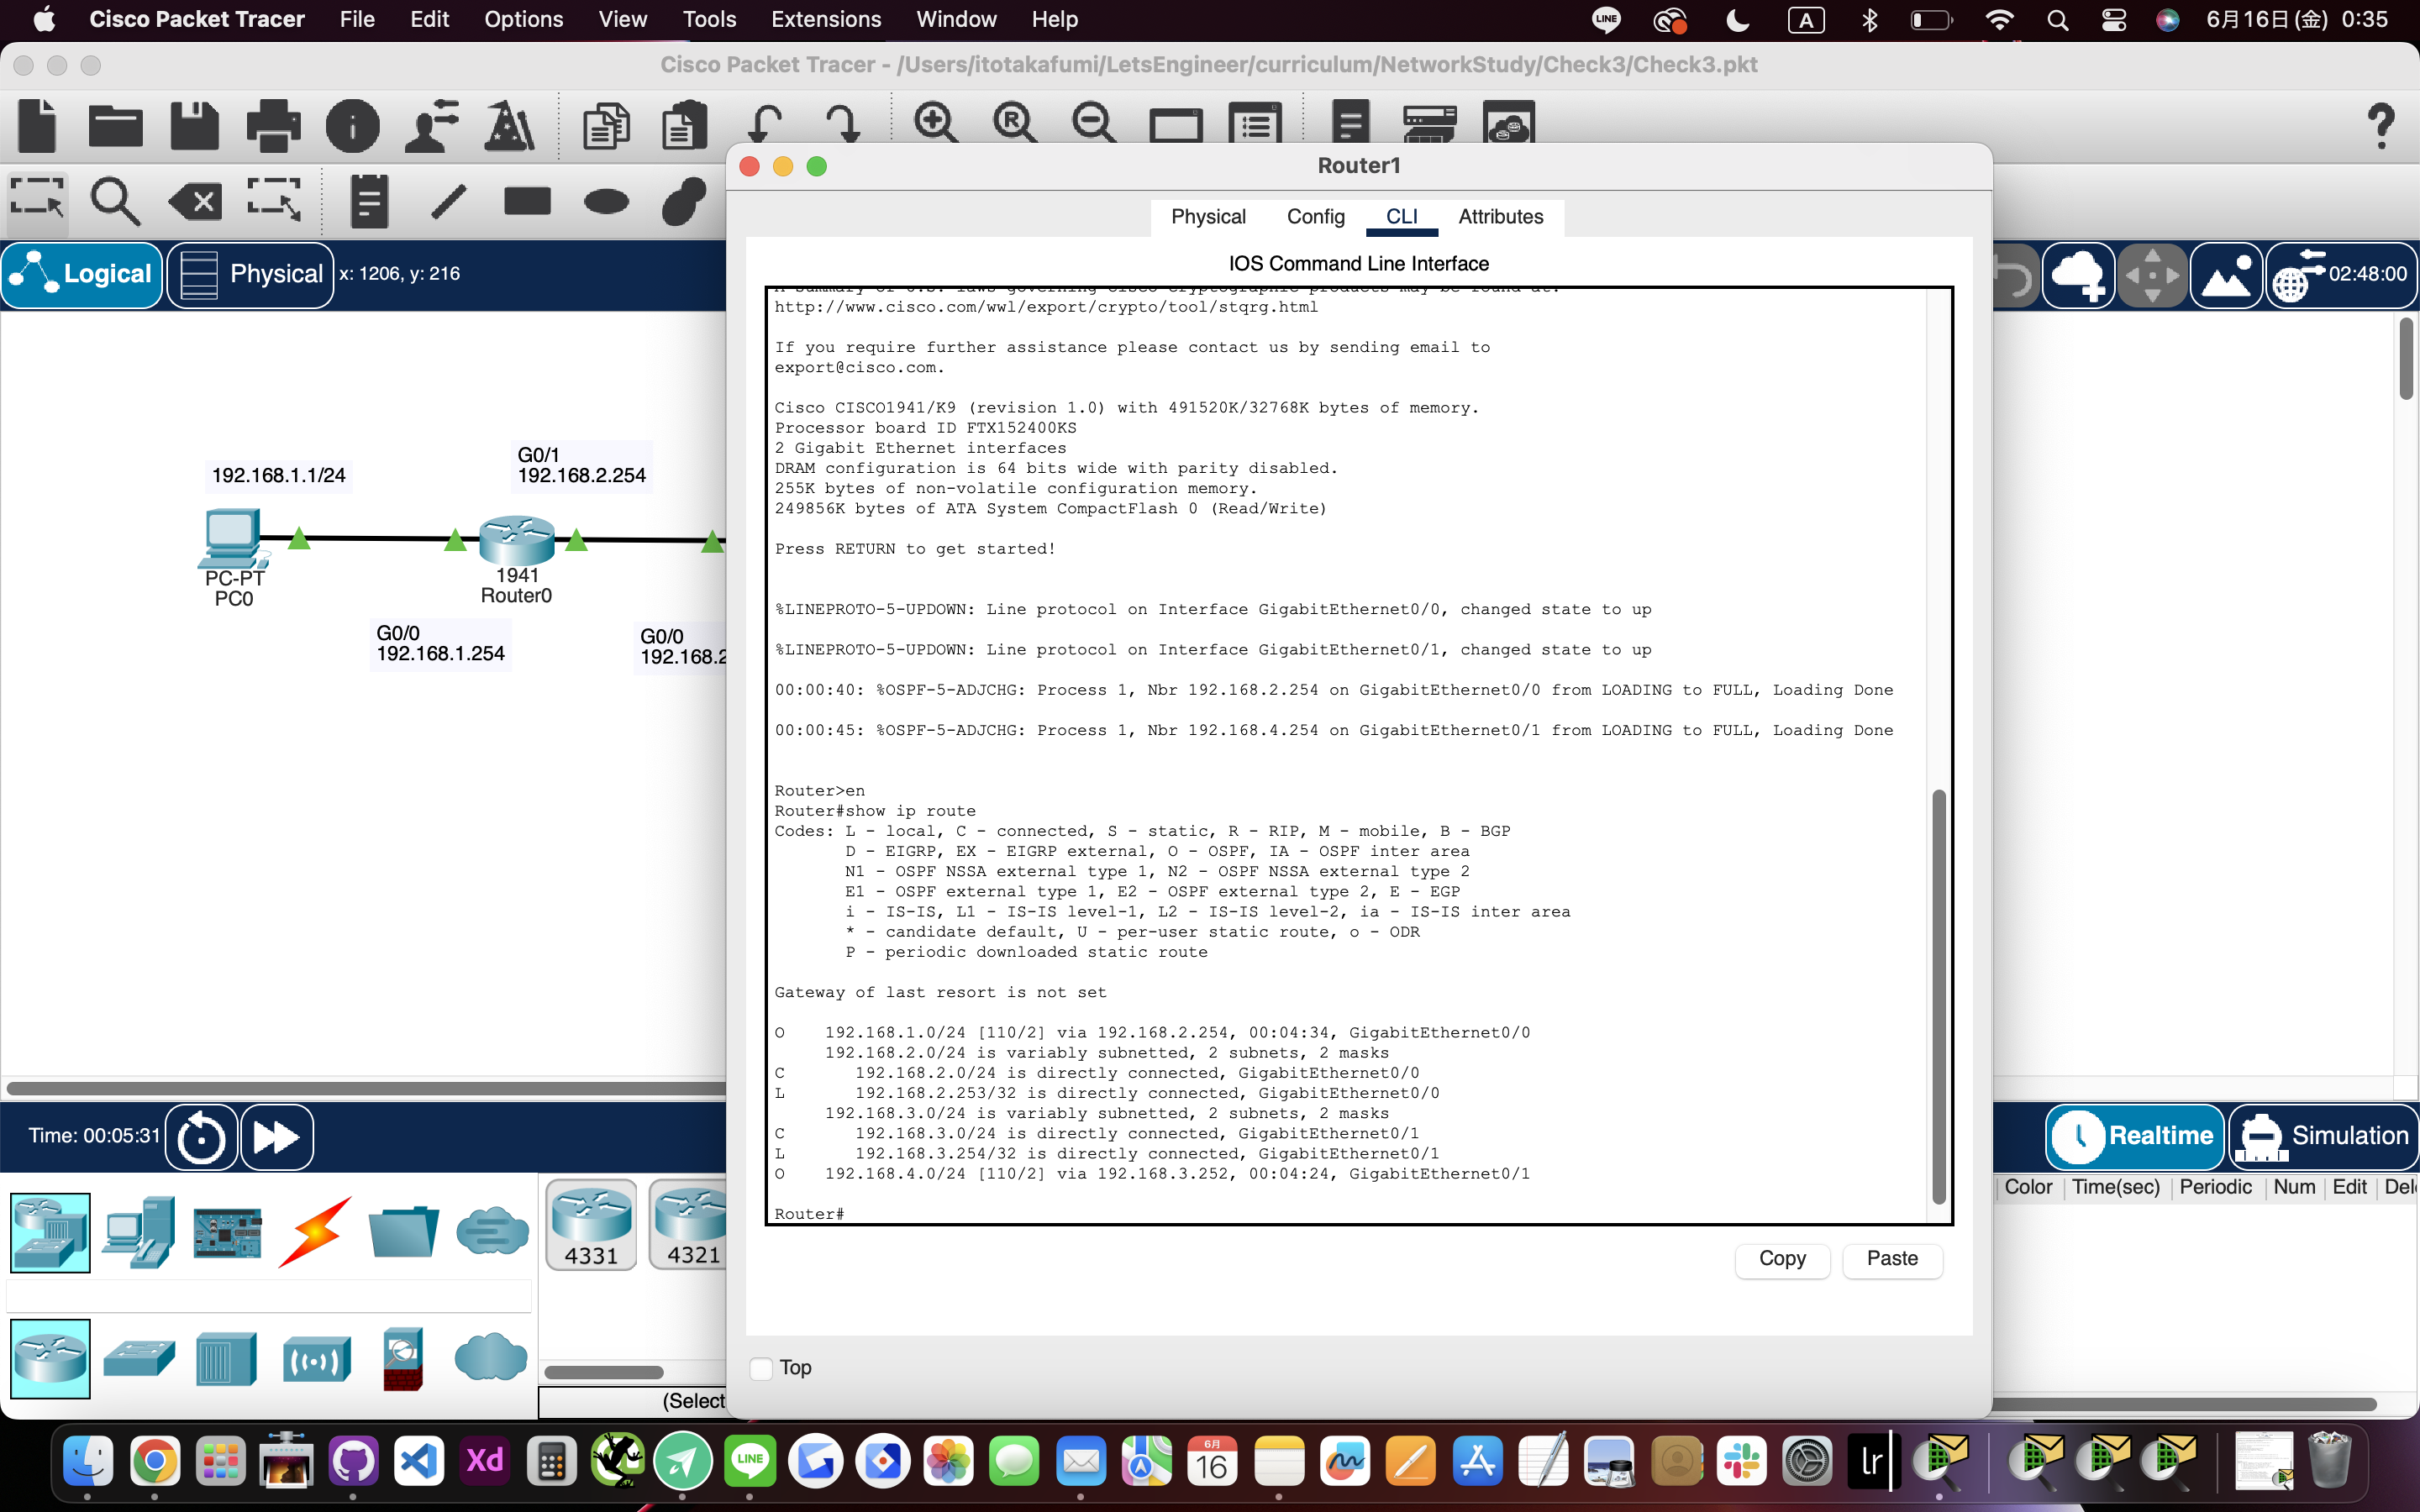 Cisco Packet Tracer File Edit Options View Tools Extensions Window Help LINE A 6月16日(金) 0:35
Cisco Packet Tracer - /Users/itotakafumi/LetsEngineer/curriculum/NetworkStudy/Check3/Check3.pkt
Router1
Physical Config CLI Attributes
IOS Command Line Interface
Logical Physical x: 1206, y: 216 02:48:00
A summary of U.S. laws governing Cisco cryptographic products may be found at:
http://www.cisco.com/wwl/export/crypto/tool/stqrg.html
If you require further assistance please contact us by sending email to
export@cisco.com.
Cisco CISCO1941/K9 (revision 1.0) with 491520K/32768K bytes of memory.
Processor board ID FTX152400KS
2 Gigabit Ethernet interfaces
DRAM configuration is 64 bits wide with parity disabled.
255K bytes of non-volatile configuration memory.
249856K bytes of ATA System CompactFlash 0 (Read/Write)
Press RETURN to get started!
%LINEPROTO-5-UPDOWN: Line protocol on Interface GigabitEthernet0/0, changed state to up
%LINEPROTO-5-UPDOWN: Line protocol on Interface GigabitEthernet0/1, changed state to up
00:00:40: %OSPF-5-ADJCHG: Process 1, Nbr 192.168.2.254 on GigabitEthernet0/0 from LOADING to FULL, Loading Done
00:00:45: %OSPF-5-ADJCHG: Process 1, Nbr 192.168.4.254 on GigabitEthernet0/1 from LOADING to FULL, Loading Done
Router>en
Router#show ip route
Codes: L - local, C - connected, S - static, R - RIP, M - mobile, B - BGP
D - EIGRP, EX - EIGRP external, O - OSPF, IA - OSPF inter area
N1 - OSPF NSSA external type 1, N2 - OSPF NSSA external type 2
E1 - OSPF external type 1, E2 - OSPF external type 2, E - EGP
i - IS-IS, L1 - IS-IS level-1, L2 - IS-IS level-2, ia - IS-IS inter area
* - candidate default, U - per-user static route, o - ODR
P - periodic downloaded static route
Gateway of last resort is not set
O 192.168.1.0/24 [110/2] via 192.168.2.254, 00:04:34, GigabitEthernet0/0
192.168.2.0/24 is variably subnetted, 2 subnets, 2 masks
C 192.168.2.0/24 is directly connected, GigabitEthernet0/0
L 192.168.2.253/32 is directly connected, GigabitEthernet0/0
192.168.3.0/24 is variably subnetted, 2 subnets, 2 masks
C 192.168.3.0/24 is directly connected, GigabitEthernet0/1
L 192.168.3.254/32 is directly connected, GigabitEthernet0/1
O 192.168.4.0/24 [110/2] via 192.168.3.252, 00:04:24, GigabitEthernet0/1
Router#
Copy Paste
Top
192.168.1.1/24
G0/1
192.168.2.254
PC-PT
PC0
1941
Router0
G0/0
192.168.1.254
G0/0
192.168.2
Time: 00:05:31
Realtime Simulation
Color Time(sec) Periodic Num Edit Del
4331 4321
(Select
Xd LINE 6月 16 lr